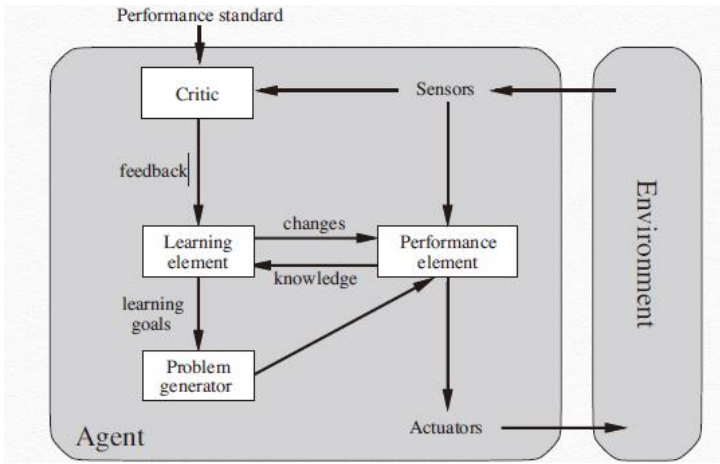 Performance standard
Critic
Sensors
feedback
changes
Learning
element
Performance
element
knowledge
learning
goals
Problem
generator
Agent
Actuators
Environment